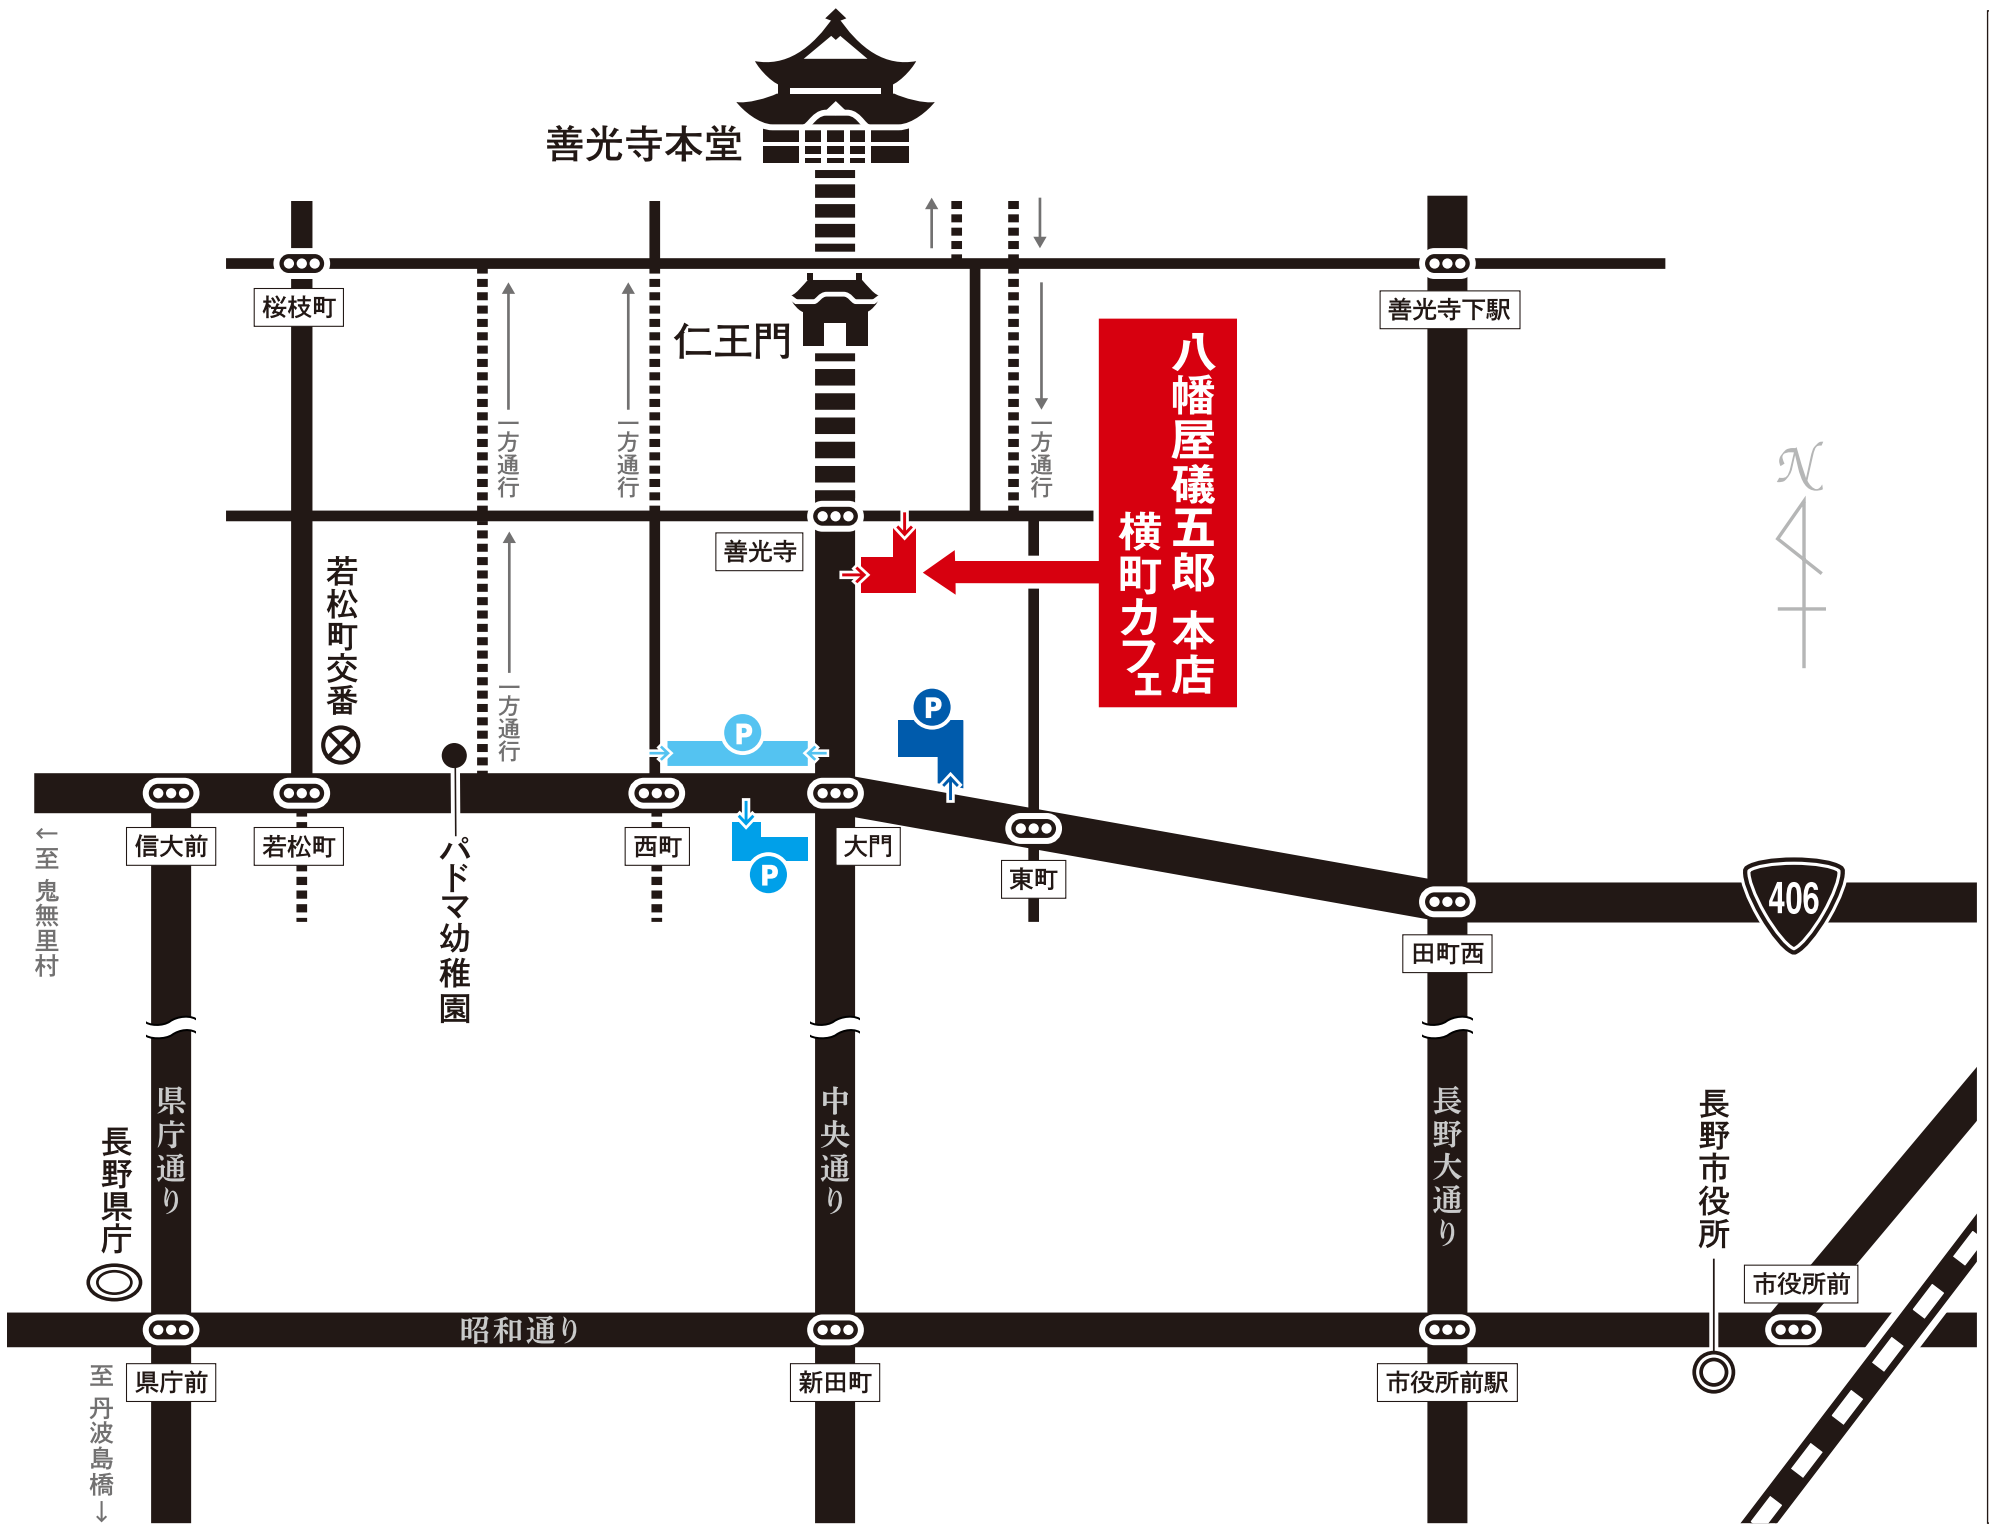 善光寺本堂
桜枝町
善光寺下駅
仁王門
八幡屋礒五郎 本店
横町カフェ
一方通行
一方通行
一方通行
N
善光寺
若松町交番
一方通行
P
P
信大前
若松町
西町
大門
P
東町
406
←至 鬼無里村
パドマ幼稚園
田町西
県庁通り
中央通り
長野大通り
長野市役所
長野県庁
市役所前
昭和通り
県庁前
新田町
市役所前駅
至 丹波島橋→